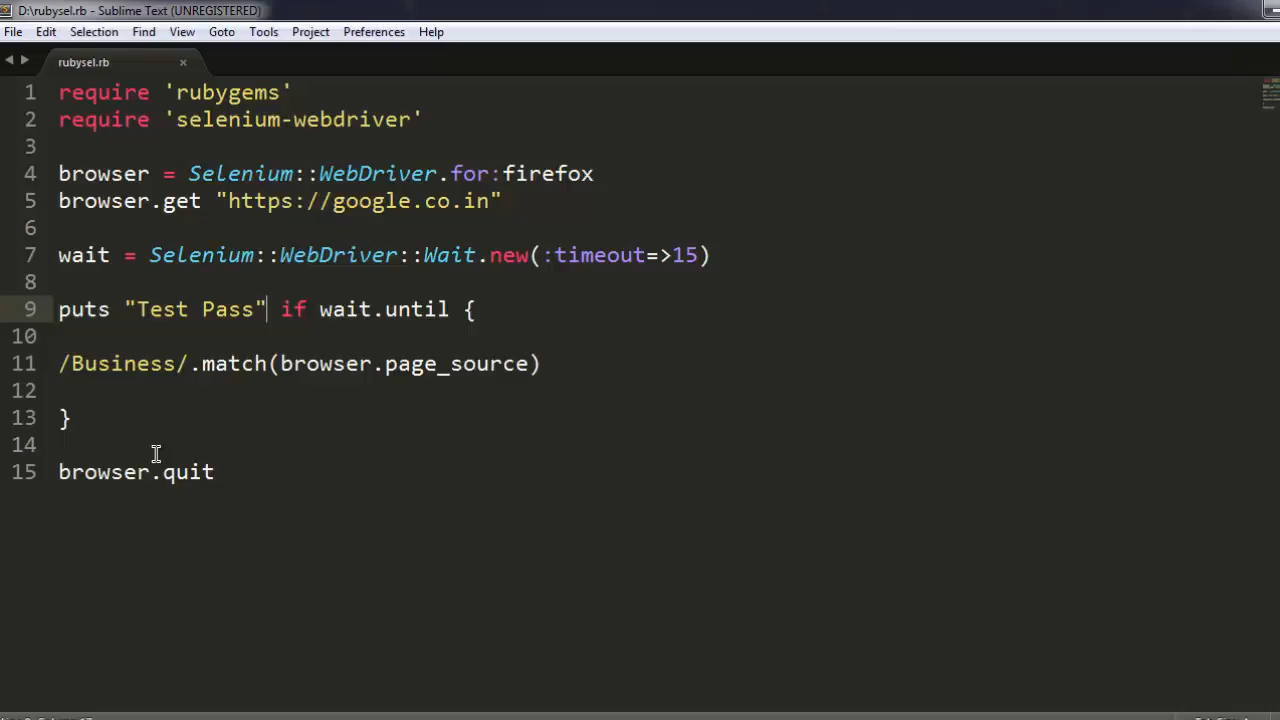 D:\rubysel.rb - Sublime Text (UNREGISTERED)
File Edit Selection Find View Goto Tools Project Preferences Help
rubysel.rb ×
1 require 'rubygems'
2 require 'selenium-webdriver'
3
4 browser = Selenium::WebDriver.for:firefox
5 browser.get "https://google.co.in"
6
7 wait = Selenium::WebDriver::Wait.new(:timeout=>15)
8
9 puts "Test Pass" if wait.until {
10
11 /Business/.match(browser.page_source)
12
13 }
14
15 browser.quit